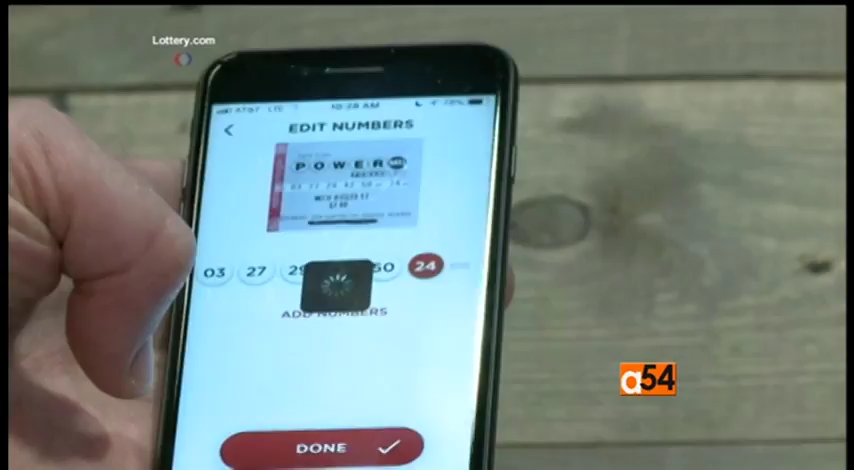 Lottery.com
AT&T LTE 10:28 AM
EDIT NUMBERS
POWER
03 27 29 50 24
ADD NUMBERS
DONE
a54